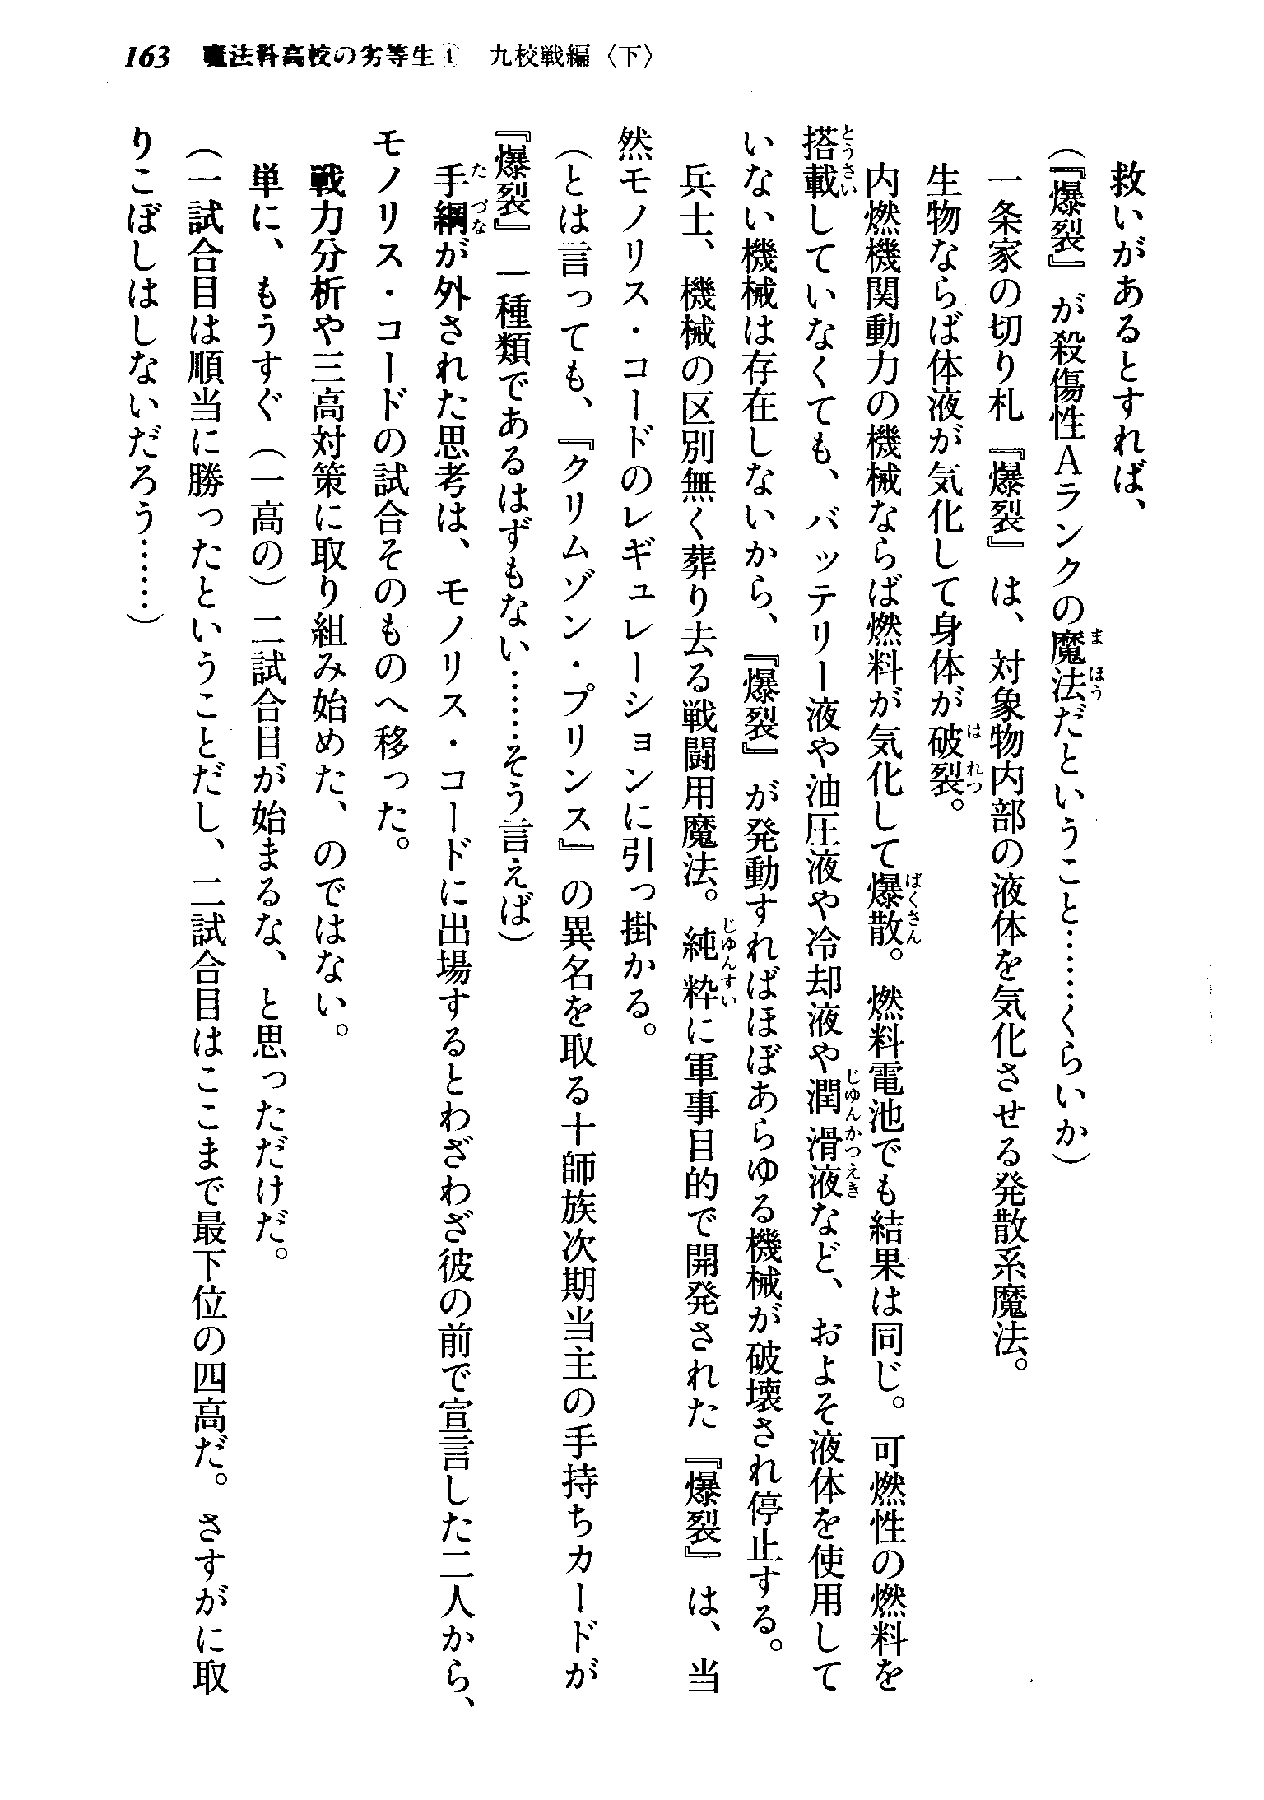 163 魔法科高校の劣等生④ 九校戦編〈下〉
救いがあるとすれば、
（『爆裂』が殺傷性Aランクの魔法だということ……くらいか）
一条家の切り札『爆裂』は、対象物内部の液体を気化させる発散系魔法。
生物ならば体液が気化して身体が破裂。
内燃機関動力の機械ならば燃料が気化して爆散。燃料電池でも結果は同じ。可燃性の燃料を
搭載していなくても、バッテリー液や油圧液や冷却液や潤滑液など、およそ液体を使用して
いない機械は存在しないから、『爆裂』が発動すればほぼあらゆる機械が破壊され停止する。
兵士、機械の区別無く葬り去る戦闘用魔法。純粋に軍事目的で開発された『爆裂』は、当
然モノリス・コードのレギュレーションに引っ掛かる。
（とは言っても、『クリムゾン・プリンス』の異名を取る十師族次期当主の手持ちカードが
『爆裂』一種類であるはずもない……そう言えば）
手綱が外された思考は、モノリス・コードに出場するとわざわざ彼の前で宣言した二人から、
モノリス・コードの試合そのものへ移った。
戦力分析や三高対策に取り組み始めた、のではない。
単に、もうすぐ（一高の）二試合目が始まるな、と思っただけだ。
（一試合目は順当に勝ったということだし、二試合目はここまで最下位の四高だ。さすがに取
りこぼしはしないだろう……）